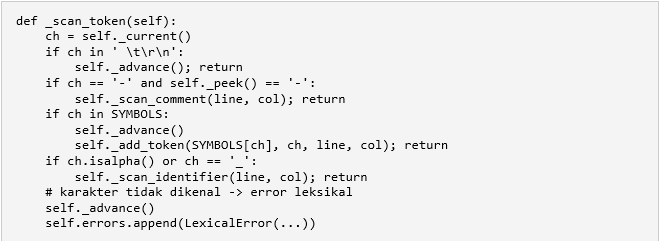 def _scan_token(self):
    ch = self._current()
    if ch in ' \t\r\n':
        self._advance(); return
    if ch == '-' and self._peek() == '-':
        self._scan_comment(line, col); return
    if ch in SYMBOLS:
        self._advance()
        self._add_token(SYMBOLS[ch], ch, line, col); return
    if ch.isalpha() or ch == '_':
        self._scan_identifier(line, col); return
    # karakter tidak dikenal -> error leksikal
    self._advance()
    self.errors.append(LexicalError(...))